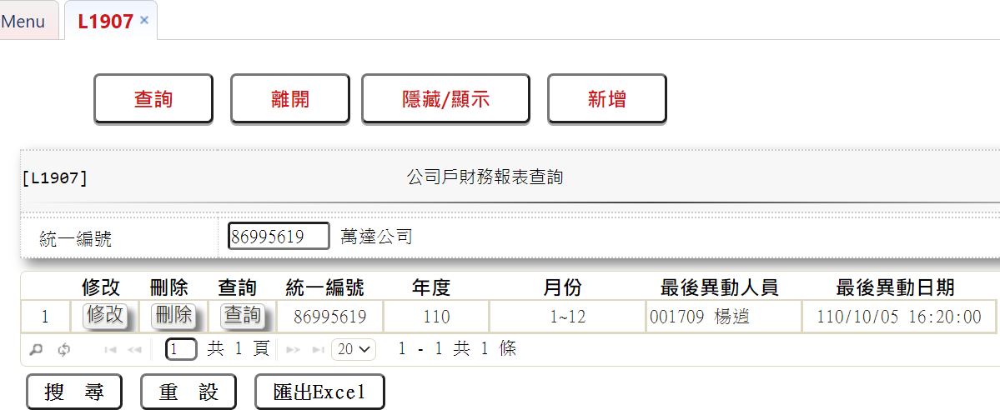 Menu L1907 ×
查詢 離開 隱藏/顯示 新增
[L1907] 公司戶財務報表查詢
統一編號 86995619 萬達公司
修改 刪除 查詢 統一編號 年度 月份 最後異動人員 最後異動日期
1 修改 刪除 查詢 86995619 110 1~12 001709 楊逍 110/10/05 16:20:00
1 共 1 頁 20 1 - 1 共 1 條
搜 尋 重 設 匯出Excel